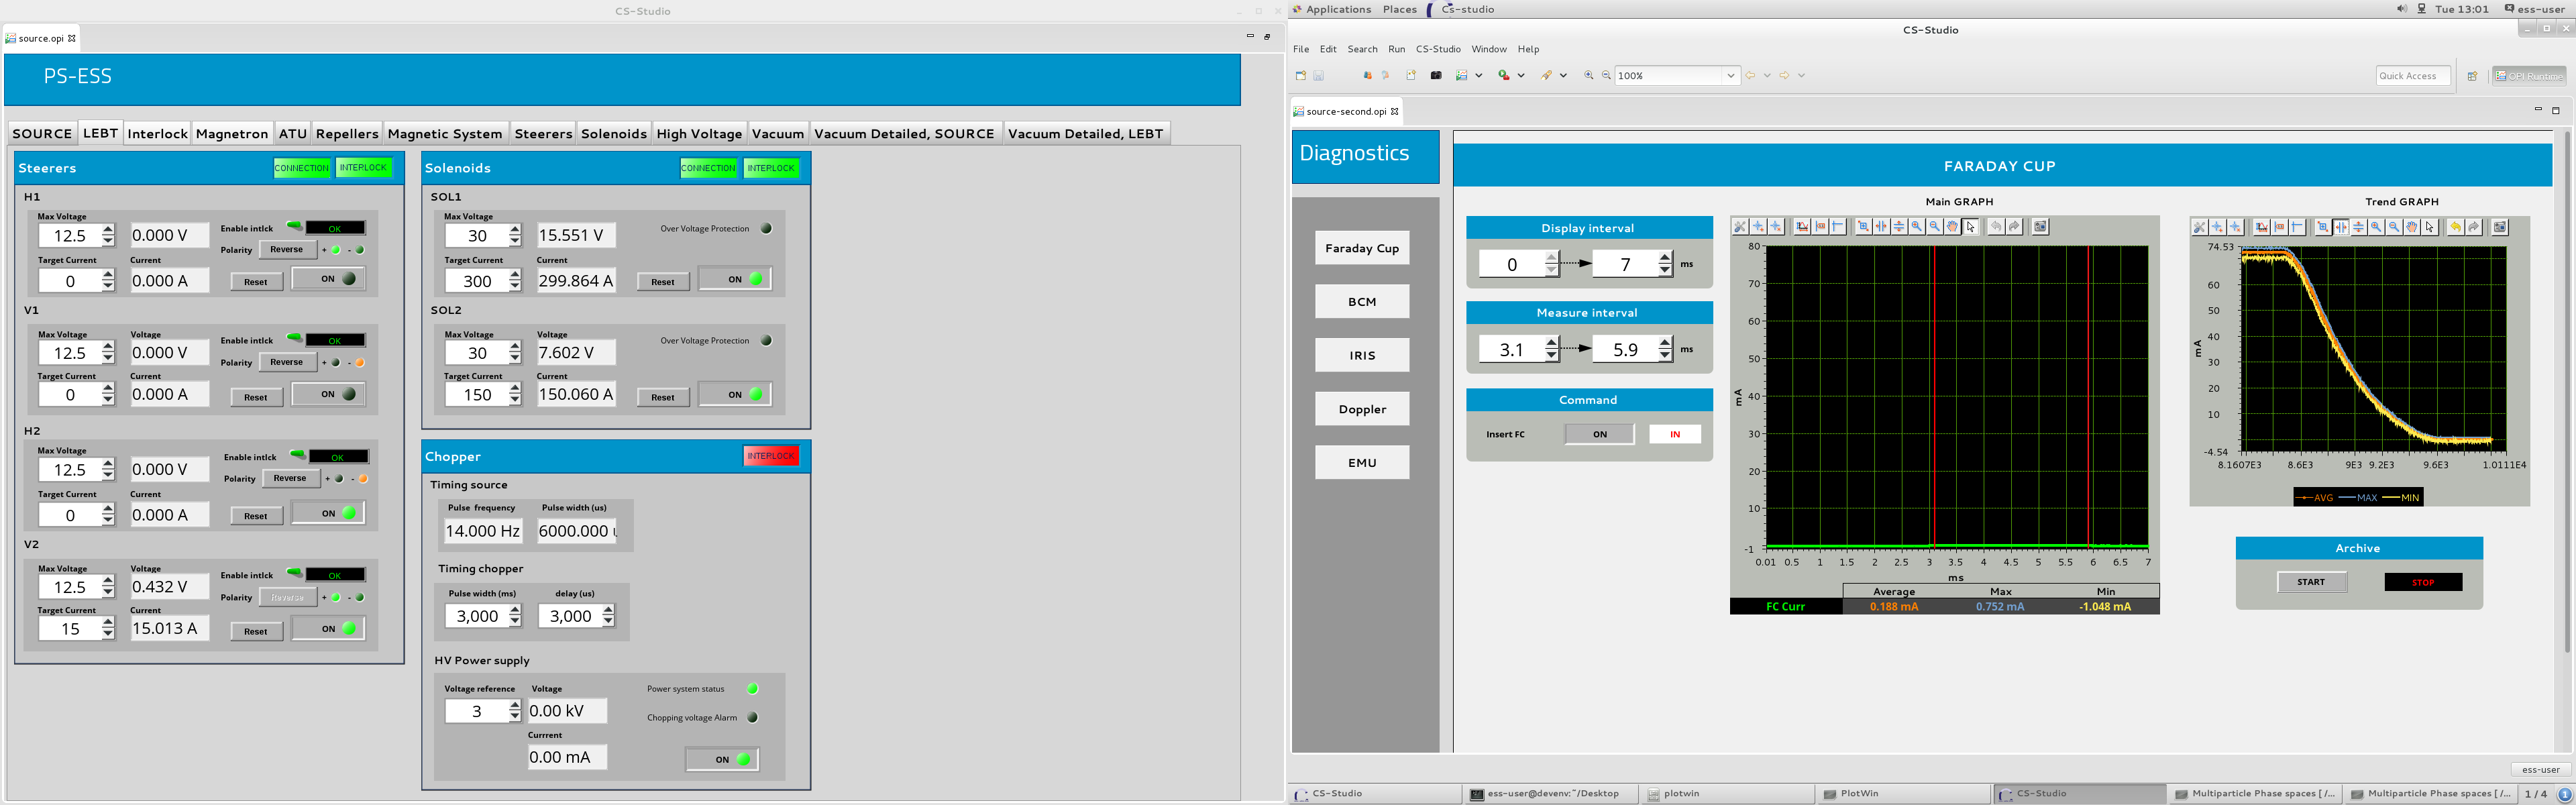 CS-Studio
source.opi
PS-ESS
SOURCE LEBT Interlock Magnetron ATU Repellers Magnetic System Steerers Solenoids High Voltage Vacuum Vacuum Detailed, SOURCE Vacuum Detailed, LEBT
Steerers CONNECTION INTEPLOCK
H1
Max Voltage
12.5 0.000 V Enable intlck OK
Polarity Reverse + -
Target Current Current
0 0.000 A Reset ON
V1
Max Voltage Voltage
12.5 0.000 V Enable intlck OK
Polarity Reverse + -
Target Current Current
0 0.000 A Reset ON
H2
Max Voltage
12.5 0.000 V Enable intlck OK
Polarity Reverse + -
Target Current Current
0 0.000 A Reset ON
V2
Max Voltage Voltage
12.5 0.432 V Enable intlck OK
Polarity Reverse + -
Target Current Current
15 15.013 A Reset ON
Solenoids CONNECTION INTEPLOCK
SOL1
Max Voltage
30 15.551 V Over Voltage Protection
Target Current Current
300 299.864 A Reset ON
SOL2
Max Voltage Voltage
30 7.602 V Over Voltage Protection
Target Current Current
150 150.060 A Reset ON
Chopper INTEPLOCK
Timing source
Pulse frequency Pulse width (us)
14.000 Hz 6000.000
Timing chopper
Pulse width (ms) delay (us)
3,000 3,000
HV Power supply
Voltage reference Voltage Power system status
3 0.00 kV Chopping voltage Alarm
Currrent
0.00 mA ON
Applications Places Cs-studio Tue 13:01 ess-user
CS-Studio
File Edit Search Run CS-Studio Window Help
100% Quick Access OPI Runtime
source-second.opi
Diagnostics
Faraday Cup
BCM
IRIS
Doppler
EMU
FARADAY CUP
Display interval
0 7 ms
Measure interval
3.1 5.9 ms
Command
Insert FC ON IN
Main GRAPH
80
70
60
50
40
30
20
10
-1
mA
0.01 0.5 1 1.5 2 2.5 3 3.5 4 4.5 5 5.5 6 6.5 7
ms
Average Max Min
FC Curr 0.188 mA 0.752 mA -1.048 mA
Trend GRAPH
74.53
60
50
40
30
20
10
-4.54
mA
8.1607E3 8.6E3 9E3 9.2E3 9.6E3 1.0111E4
AVG MAX MIN
Archive
START STOP
ess-user
CS-Studio ess-user@devenv:~/Desktop plotwin PlotWin CS-Studio Multiparticle Phase spaces [ /... Multiparticle Phase spaces [ /... 1 / 4 1